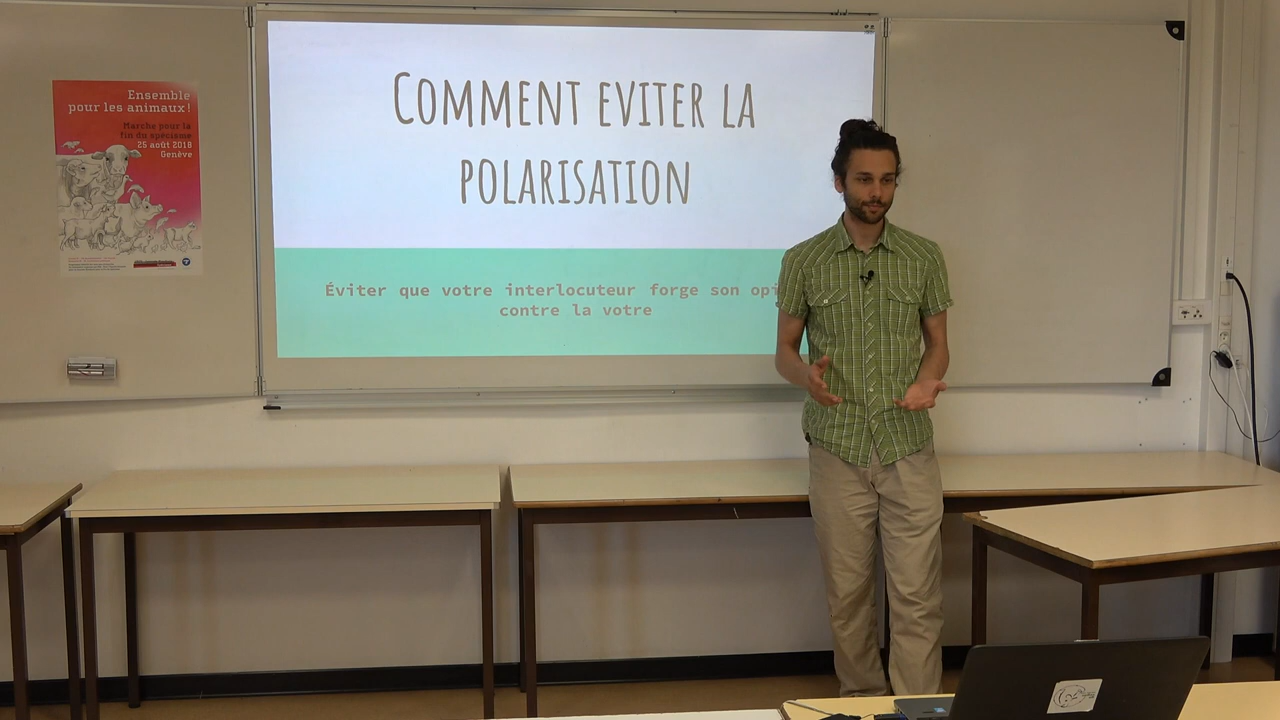 Ensemble
pour les animaux!
Marche pour la
fin du spécisme
25 août 2018
Genève
COMMENT EVITER LA
POLARISATION
Éviter que votre interlocuteur forge son opi
contre la votre